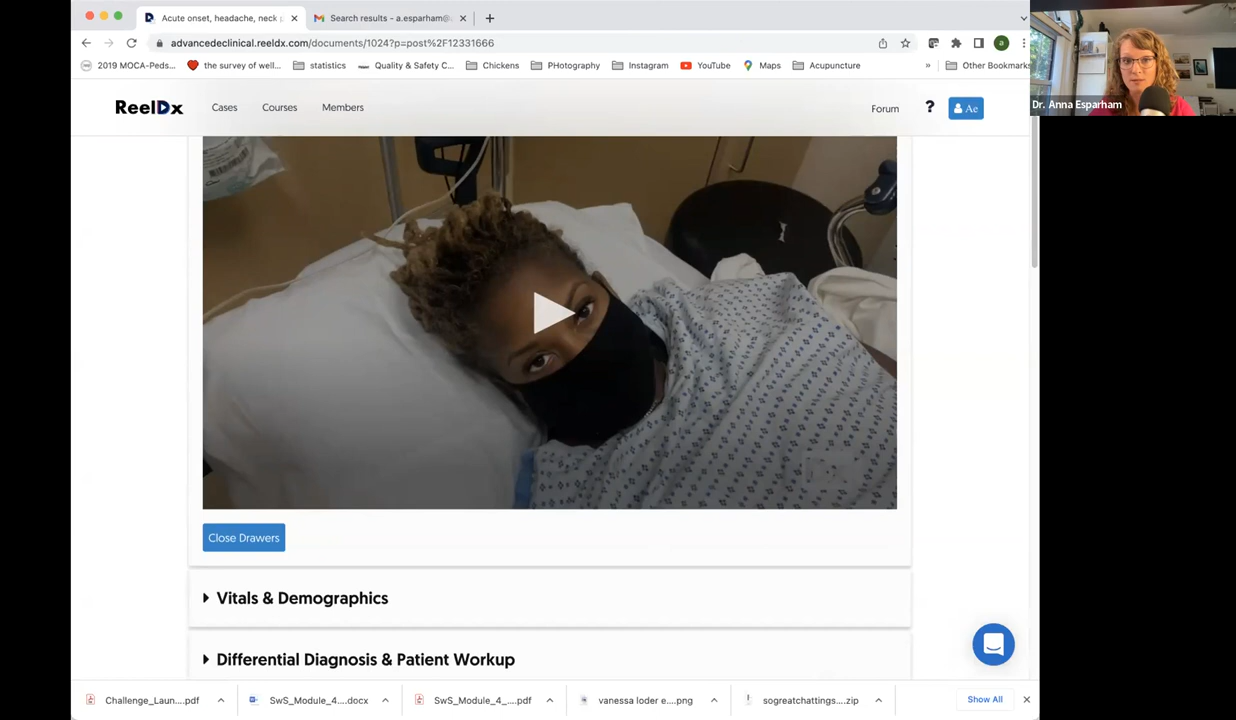 Acute onset, headache, neck
Search results - a.esparham@
advancedeclinical.reeldx.com/documents/1024?p=post%2F12331666
a
2019 MOCA-Peds...
the survey of well...
statistics
Quality & Safety C...
Chickens
PHotography
Instagram
YouTube
Maps
Acupuncture
»
Other Bookmarks
Dr. Anna Esparham
ReelDx
Cases
Courses
Members
Forum
?
Ae
Close Drawers
Vitals & Demographics
Differential Diagnosis & Patient Workup
Challenge_Laun....pdf
SwS_Module_4....docx
SwS_Module_4_....pdf
vanessa loder e....png
sogreatchattings....zip
Show All